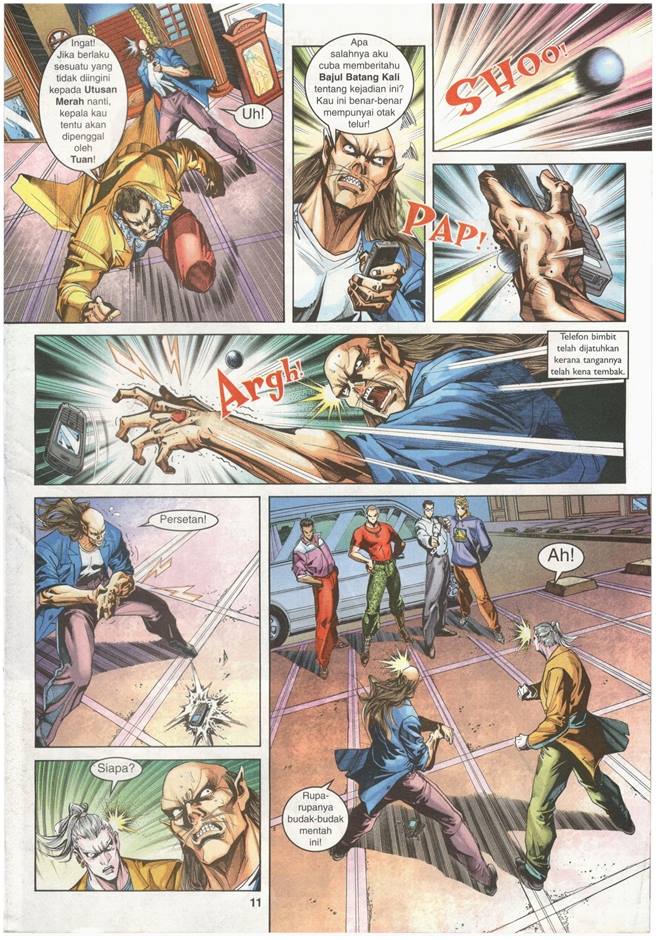 Ingat!
Jika berlaku
sesuatu yang
tidak diingini
kepada Utusan
Merah nanti,
kepala kau
tentu akan
dipenggal
oleh
Tuan!
Uh!
Apa
salahnya aku
cuba memberitahu
Bajul Batang Kali
tentang kejadian ini?
Kau ini benar-benar
mempunyai otak
telur!
SHOO!
PAP!
Argh!
Telefon bimbit
telah dijatuhkan
kerana tangannya
telah kena tembak.
Persetan!
Siapa?
Ah!
Rupa-
rupanya
budak-budak
mentah
ini!
11